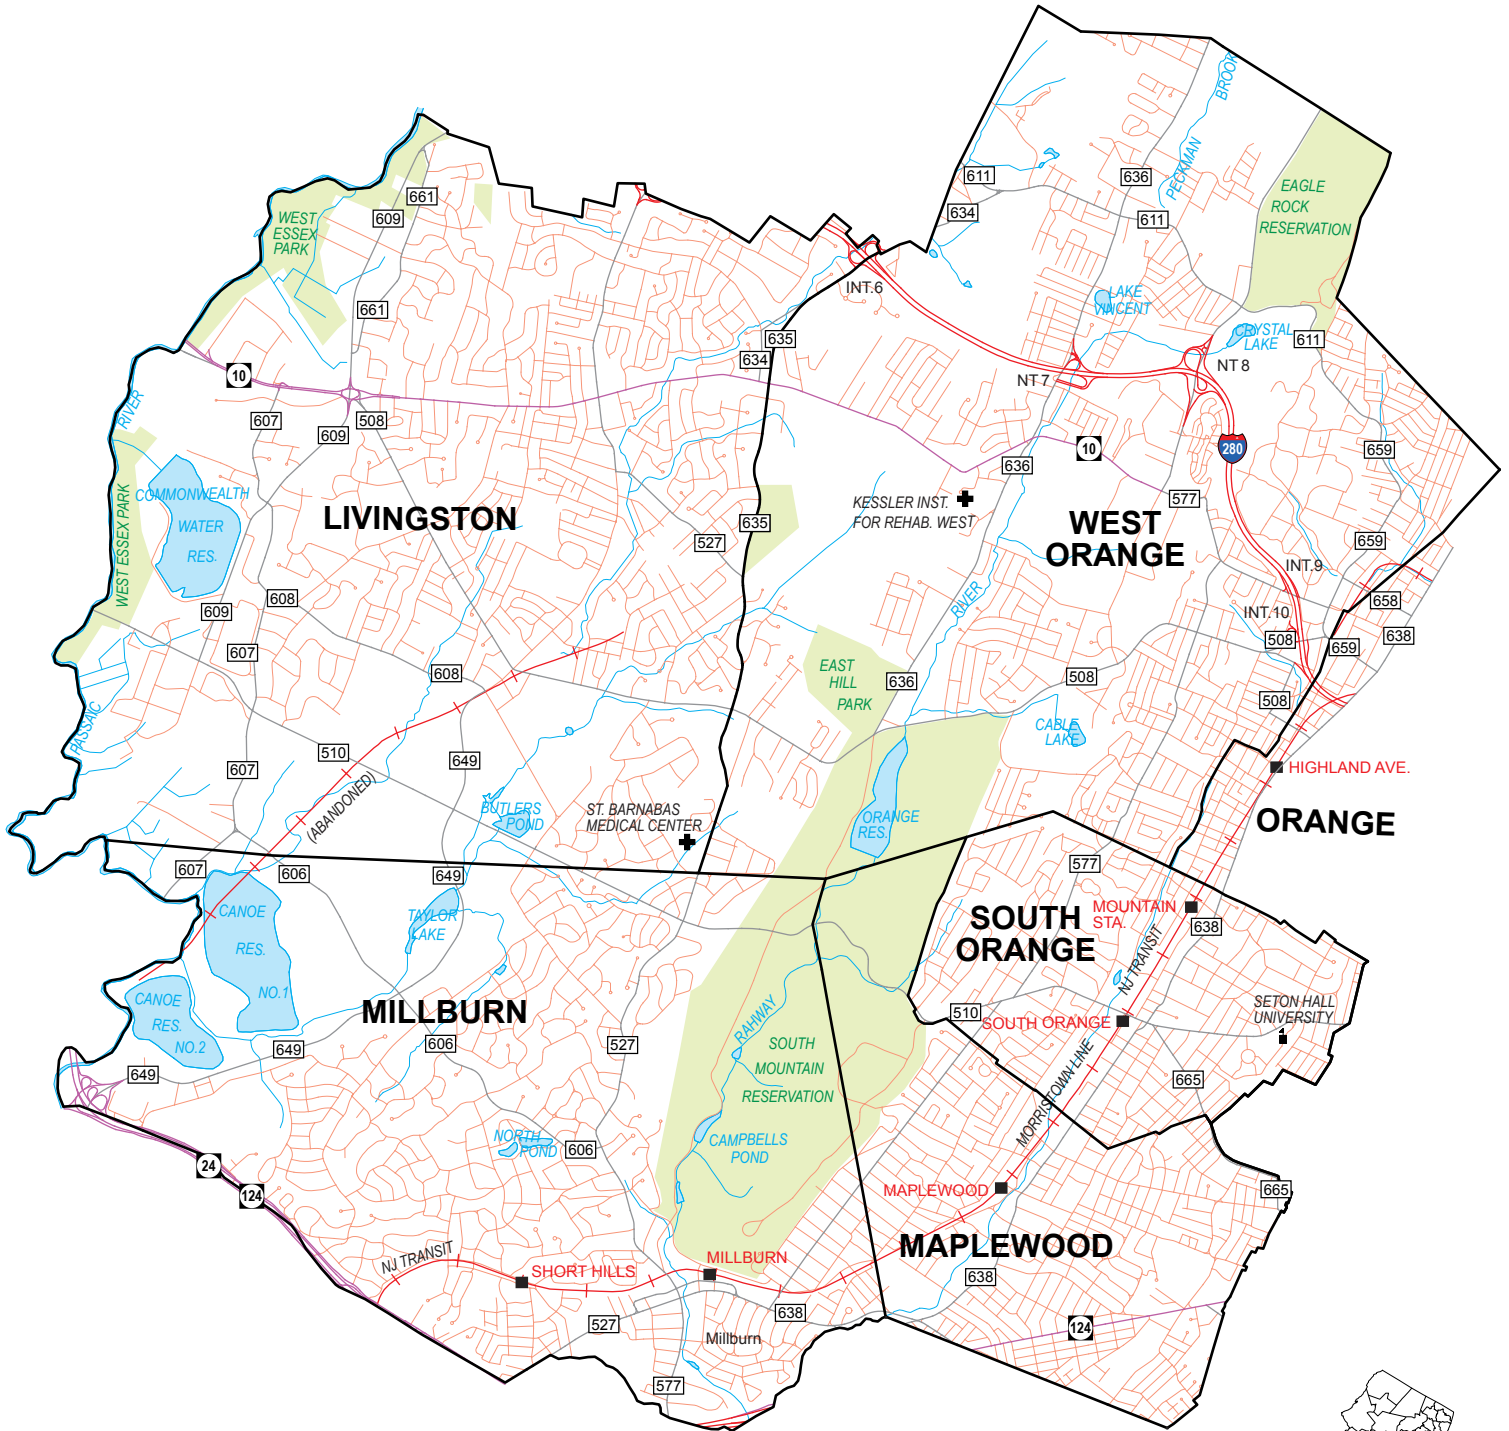 BROOK
PECKMAN
611
636
634
611
EAGLE
ROCK
RESERVATION
661
609
WEST
ESSEX
PARK
INT.6
LAKE
VINCENT
661
CRYSTAL
LAKE
611
635
634
NT 8
NT 7
10
RIVER
607
508
609
10
280
659
636
577
COMMONWEALTH
WATER
RES.
WEST ESSEX PARK
LIVINGSTON
635
527
KESSLER INST.
FOR REHAB. WEST
WEST
ORANGE
659
INT.9
RIVER
608
609
658
INT.10
508
638
659
607
608
EAST
HILL
PARK
636
508
508
PASSAIC
CABLE
LAKE
510
649
607
HIGHLAND AVE.
(ABANDONED)
BUTLERS
POND
ST. BARNABAS
MEDICAL CENTER
ORANGE
RES.
ORANGE
607
606
649
577
CANOE
RES.
NO.1
TAYLOR
LAKE
SOUTH
ORANGE
MOUNTAIN
STA.
638
NJ TRANSIT
CANOE
RES.
NO.2
MILLBURN
RAHWAY
510
SOUTH ORANGE
SETON HALL
UNIVERSITY
649
606
527
SOUTH
MOUNTAIN
RESERVATION
649
MORRISTOWN LINE
665
NORTH
POND
606
CAMPBELLS
POND
24
124
MAPLEWOOD
665
MAPLEWOOD
NJ TRANSIT
SHORT HILLS
MILLBURN
638
527
638
Millburn
124
577